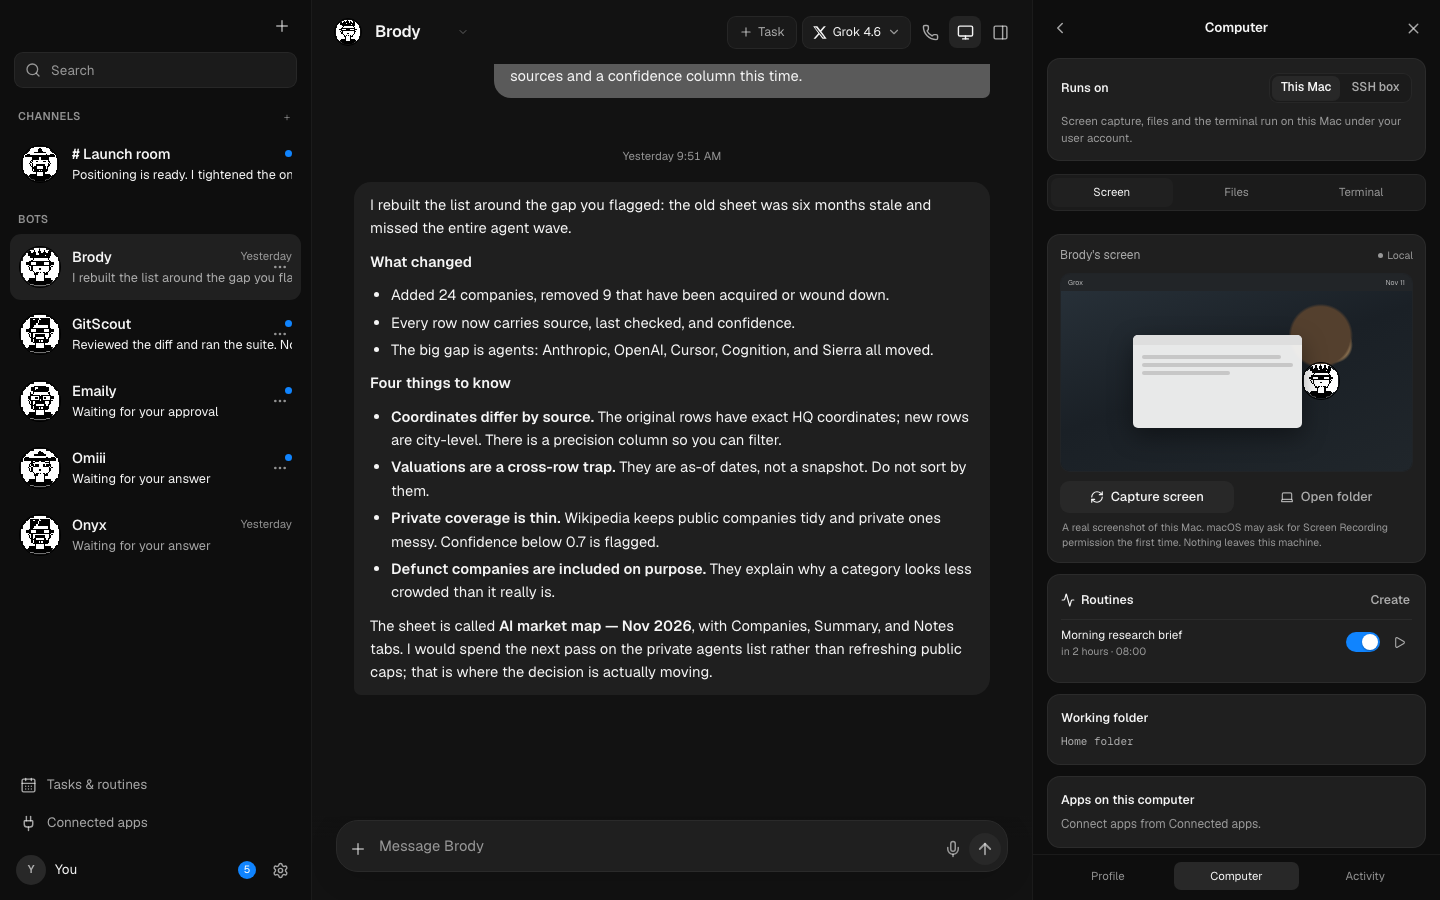 Search
CHANNELS
# Launch room
Positioning is ready. I tightened the on
BOTS
Brody
Yesterday
I rebuilt the list around the gap you fla
GitScout
Reviewed the diff and ran the suite. No
Emaily
Waiting for your approval
Omiii
Waiting for your answer
Onyx
Yesterday
Waiting for your answer
Tasks & routines
Connected apps
Y
You
5
Brody
Task
Grok 4.6
sources and a confidence column this time.
Yesterday 9:51 AM
I rebuilt the list around the gap you flagged: the old sheet was six months stale and
missed the entire agent wave.
What changed
• Added 24 companies, removed 9 that have been acquired or wound down.
• Every row now carries source, last checked, and confidence.
• The big gap is agents: Anthropic, OpenAI, Cursor, Cognition, and Sierra all moved.
Four things to know
• Coordinates differ by source. The original rows have exact HQ coordinates; new rows
are city-level. There is a precision column so you can filter.
• Valuations are a cross-row trap. They are as-of dates, not a snapshot. Do not sort by
them.
• Private coverage is thin. Wikipedia keeps public companies tidy and private ones
messy. Confidence below 0.7 is flagged.
• Defunct companies are included on purpose. They explain why a category looks less
crowded than it really is.
The sheet is called AI market map — Nov 2026, with Companies, Summary, and Notes
tabs. I would spend the next pass on the private agents list rather than refreshing public
caps; that is where the decision is actually moving.
Message Brody
Computer
Runs on
This Mac
SSH box
Screen capture, files and the terminal run on this Mac under your
user account.
Screen
Files
Terminal
Brody's screen
Local
Grox
Nov 11
Capture screen
Open folder
A real screenshot of this Mac. macOS may ask for Screen Recording
permission the first time. Nothing leaves this machine.
Routines
Create
Morning research brief
in 2 hours · 08:00
Working folder
Home folder
Apps on this computer
Connect apps from Connected apps.
Profile
Computer
Activity